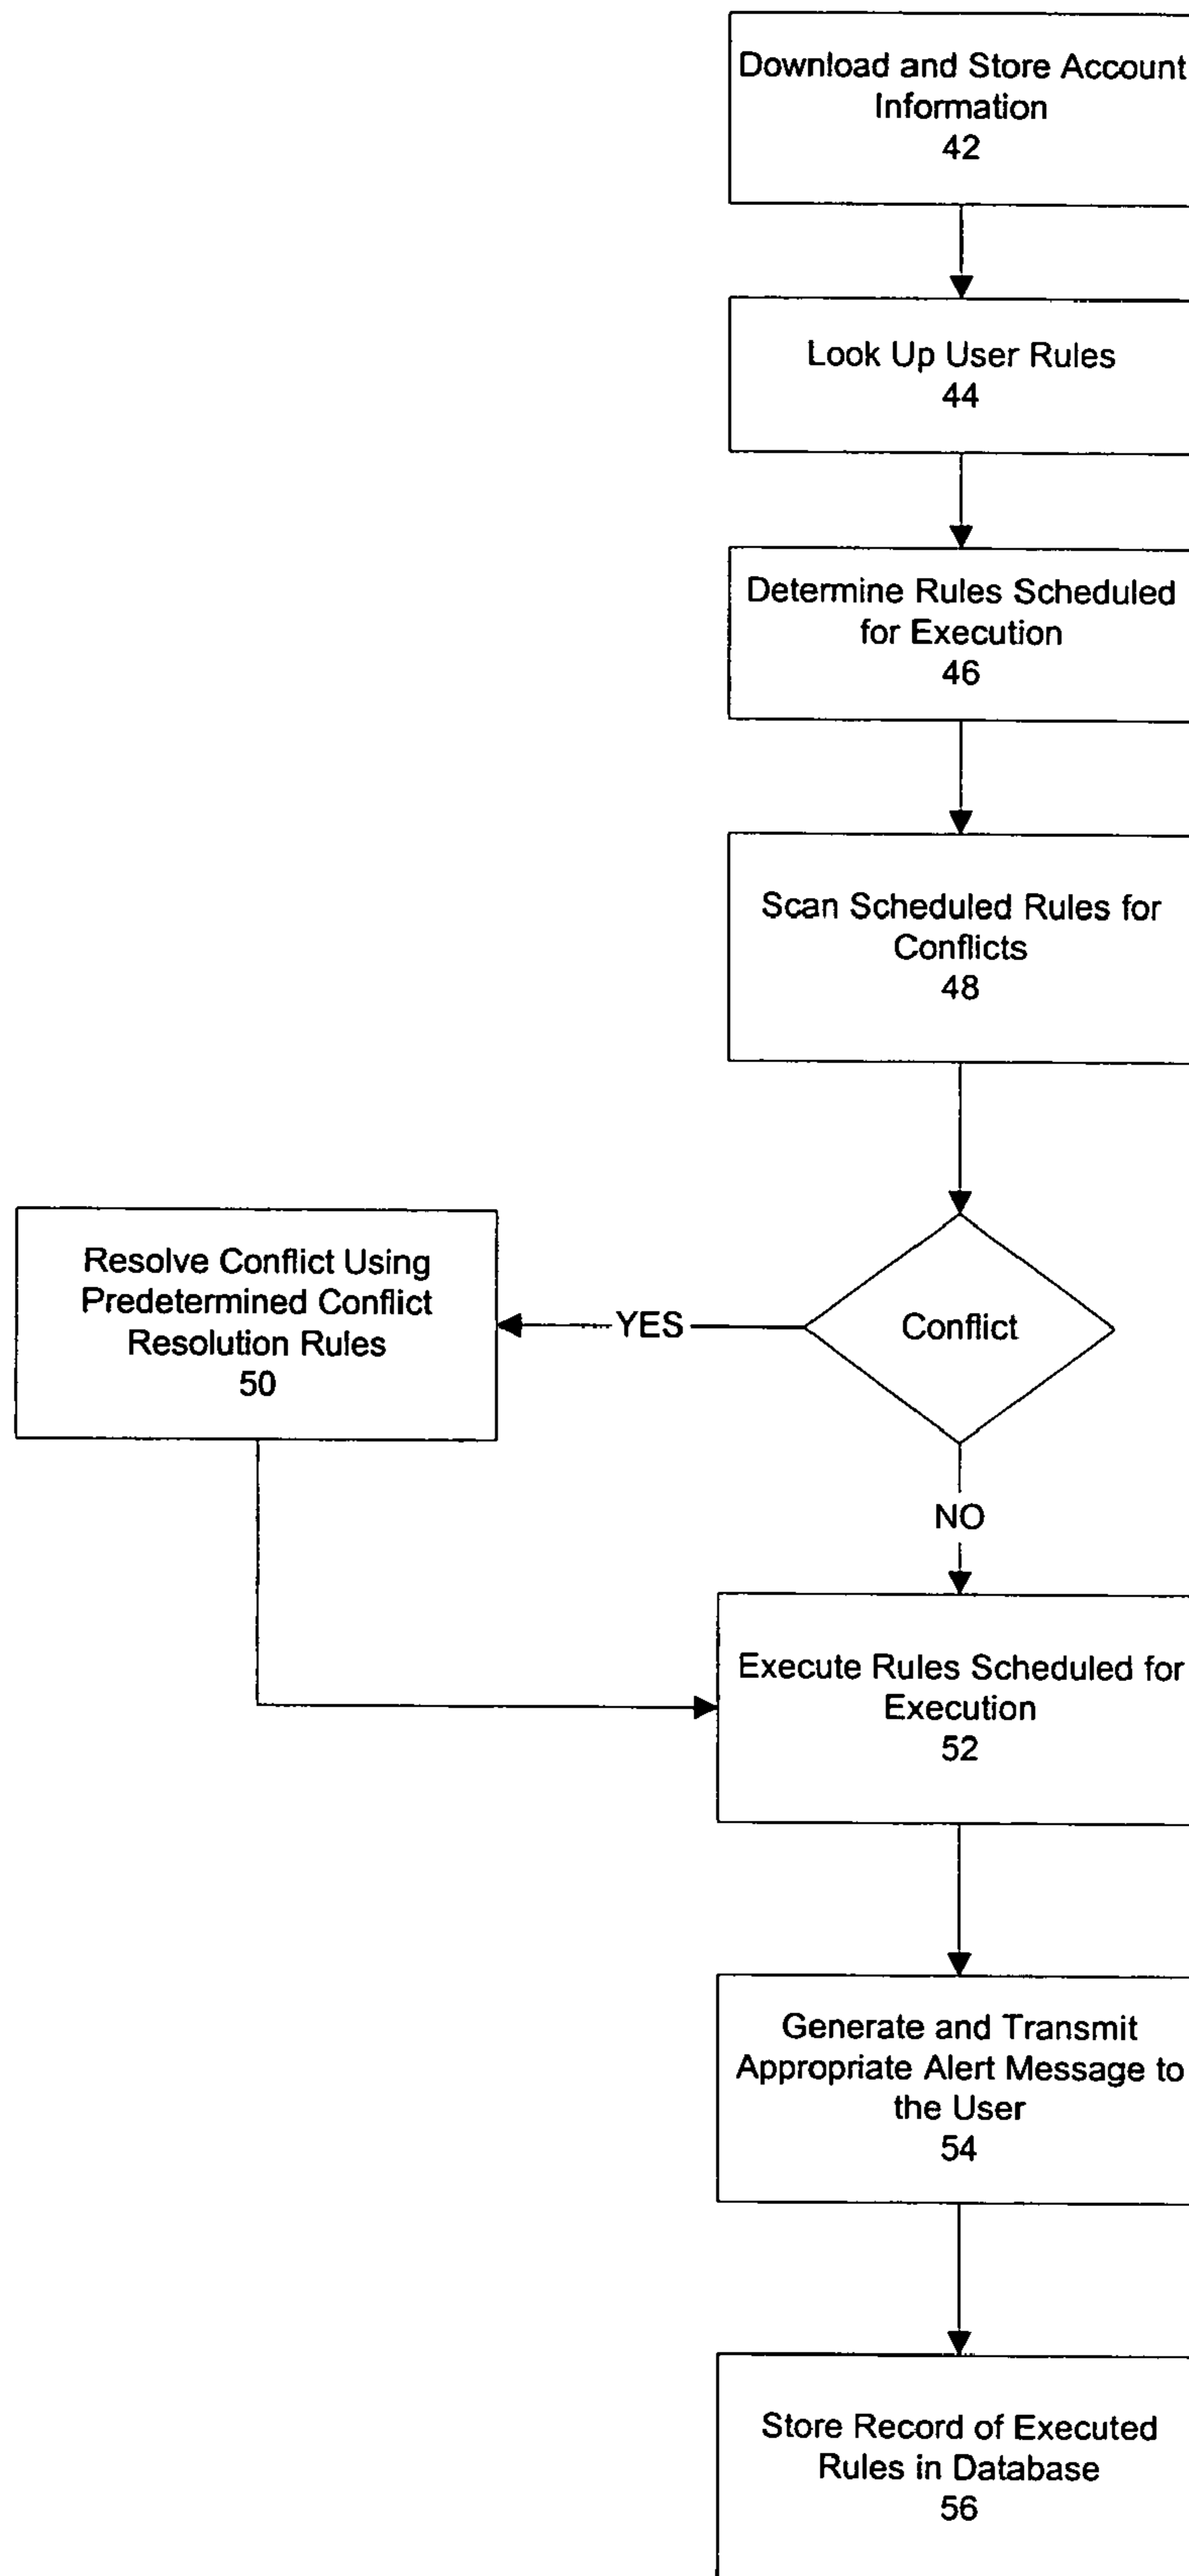 Download and Store Account
Information
42
Look Up User Rules
44
Determine Rules Scheduled
for Execution
46
Scan Scheduled Rules for
Conflicts
48
Resolve Conflict Using
Predetermined Conflict
Resolution Rules
50
YES
Conflict
NO
Execute Rules Scheduled for
Execution
52
Generate and Transmit
Appropriate Alert Message to
the User
54
Store Record of Executed
Rules in Database
56